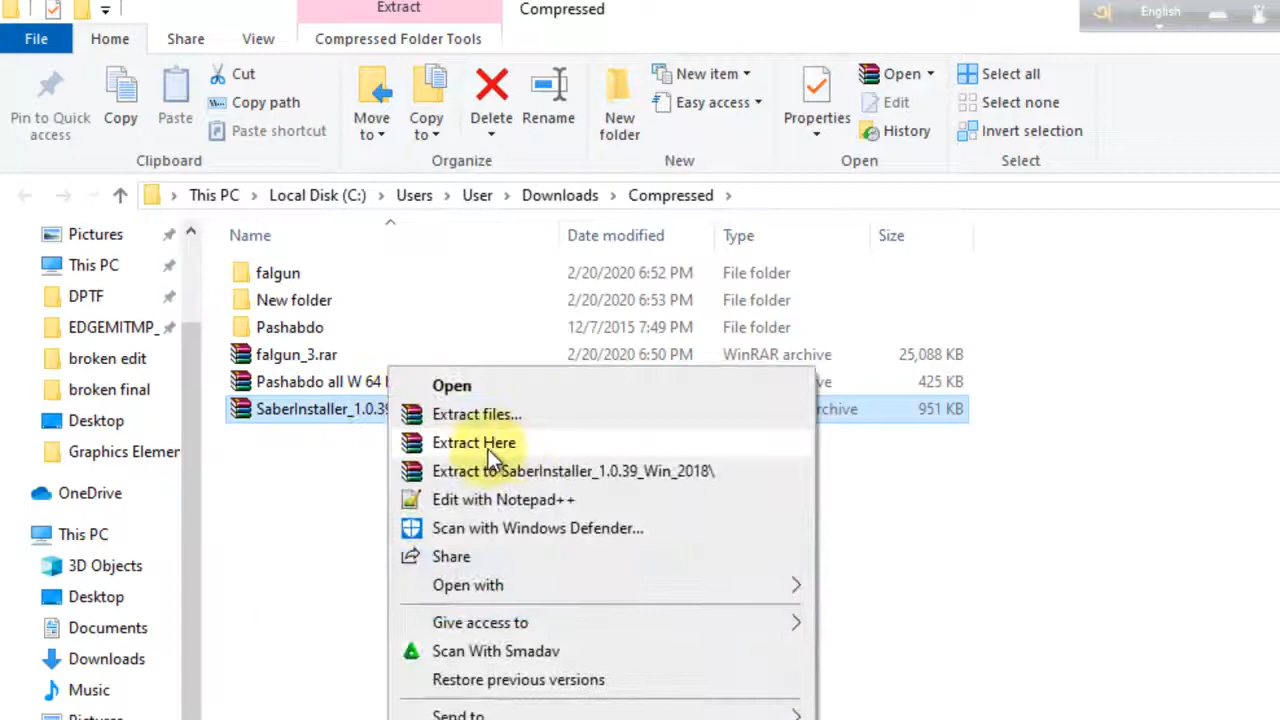 Extract
Compressed
English
File
Home
Share
View
Compressed Folder Tools
Pin to Quick access
Copy
Paste
Cut
Copy path
Paste shortcut
Clipboard
Move to
Copy to
Delete
Rename
Organize
New folder
New item
Easy access
New
Properties
Open
Edit
History
Open
Select all
Select none
Invert selection
Select
This PC > Local Disk (C:) > Users > User > Downloads > Compressed >
Pictures
This PC
DPTF
EDGEMITMP_
broken edit
broken final
Desktop
Graphics Elemen
OneDrive
This PC
3D Objects
Desktop
Documents
Downloads
Music
Name Date modified Type Size
falgun 2/20/2020 6:52 PM File folder
New folder 2/20/2020 6:53 PM File folder
Pashabdo 12/7/2015 7:49 PM File folder
falgun_3.rar 2/20/2020 6:50 PM WinRAR archive 25,088 KB
Pashabdo all W 64 425 KB
SaberInstaller_1.0.39 rchive 951 KB
Open
Extract files...
Extract Here
Extract to SaberInstaller_1.0.39_Win_2018\
Edit with Notepad++
Scan with Windows Defender...
Share
Open with
Give access to
Scan With Smadav
Restore previous versions
Send to